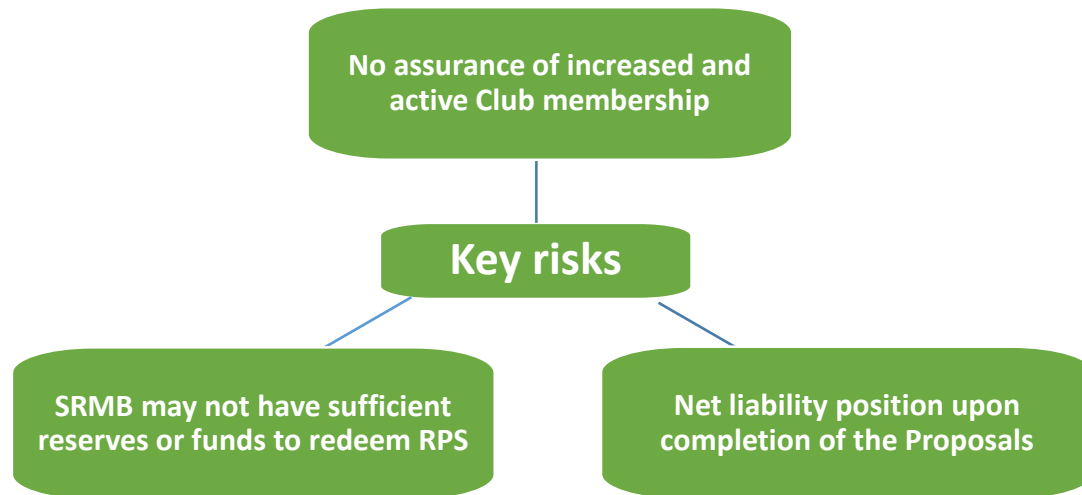 No assurance of increased and
active Club membership
Key risks
SRMB may not have sufficient
reserves or funds to redeem RPS
Net liability position upon
completion of the Proposals